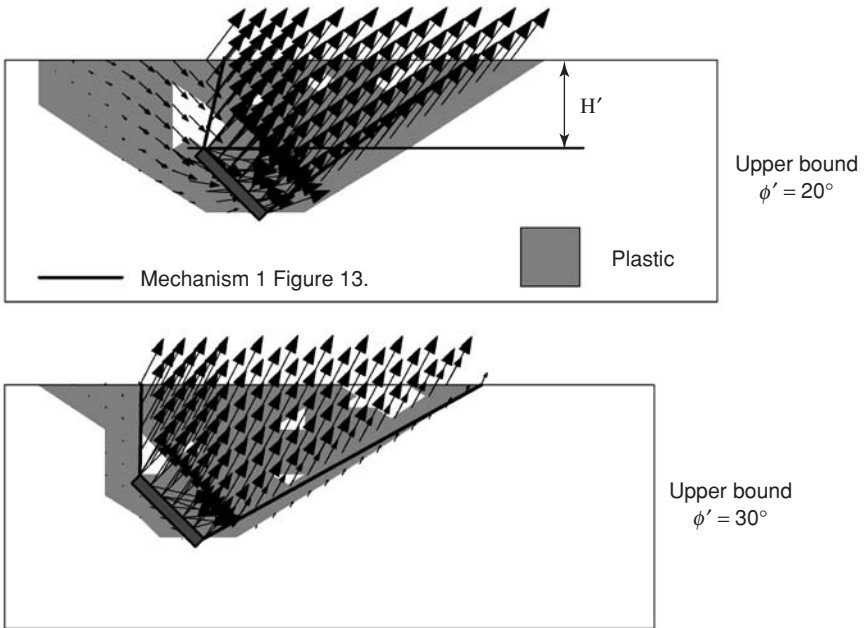 H′
Upper bound
ϕ′ = 20°
Plastic
Mechanism 1 Figure 13.
Upper bound
ϕ′ = 30°